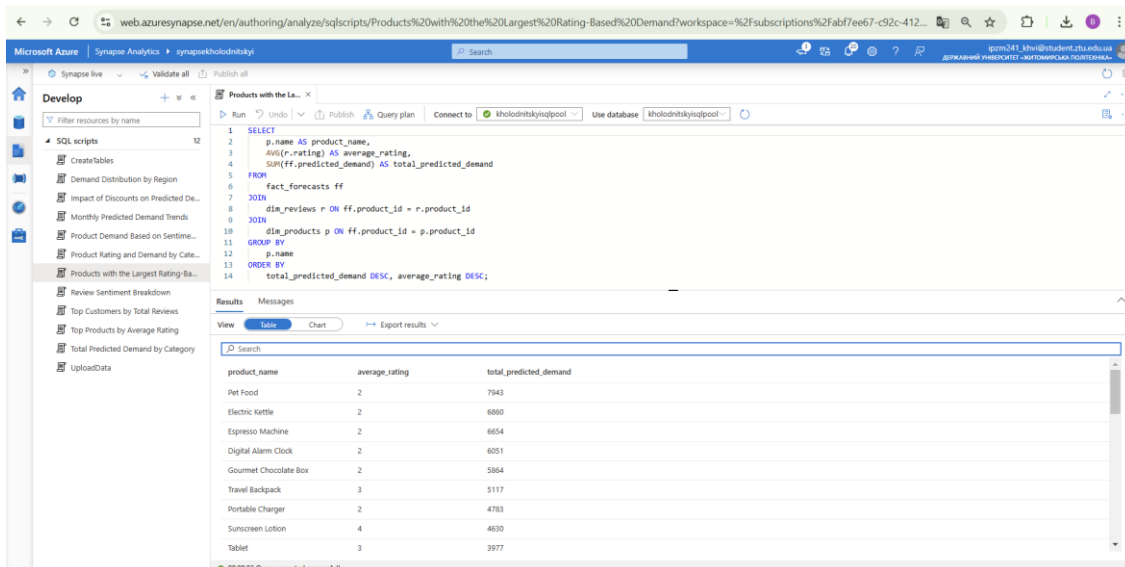 web.azuresynapse.net/en/authoring/analyze/sqlscripts/Products%20with%20the%20Largest%20Rating-Based%20Demand?workspace=%2Fsubscriptions%2Fabf7ee67-c92c-412...
B
Microsoft Azure | Synapse Analytics ▸ synapsekholodnitskyi
Search
ipzm241_khvi@student.ztu.edu.ua
ДЕРЖАВНИЙ УНІВЕРСИТЕТ «ЖИТОМИРСЬКА ПОЛІТЕХНІКА»
Synapse live Validate all Publish all
Develop
Filter resources by name
SQL scripts 12
CreateTables
Demand Distribution by Region
Impact of Discounts on Predicted De...
Monthly Predicted Demand Trends
Product Demand Based on Sentime...
Product Rating and Demand by Cate...
Products with the Largest Rating-Ba...
Review Sentiment Breakdown
Top Customers by Total Reviews
Top Products by Average Rating
Total Predicted Demand by Category
UploadData
Products with the La...
Run Undo Publish Query plan Connect to kholodnitskyisqlpool Use database kholodnitskyisqlpool
1 SELECT
2 p.name AS product_name,
3 AVG(r.rating) AS average_rating,
4 SUM(ff.predicted_demand) AS total_predicted_demand
5 FROM
6 fact_forecasts ff
7 JOIN
8 dim_reviews r ON ff.product_id = r.product_id
9 JOIN
10 dim_products p ON ff.product_id = p.product_id
11 GROUP BY
12 p.name
13 ORDER BY
14 total_predicted_demand DESC, average_rating DESC;
Results Messages
View Table Chart Export results
Search
product_name average_rating total_predicted_demand
Pet Food 2 7943
Electric Kettle 2 6860
Espresso Machine 2 6654
Digital Alarm Clock 2 6051
Gourmet Chocolate Box 2 5864
Travel Backpack 3 5117
Portable Charger 2 4783
Sunscreen Lotion 4 4630
Tablet 3 3977